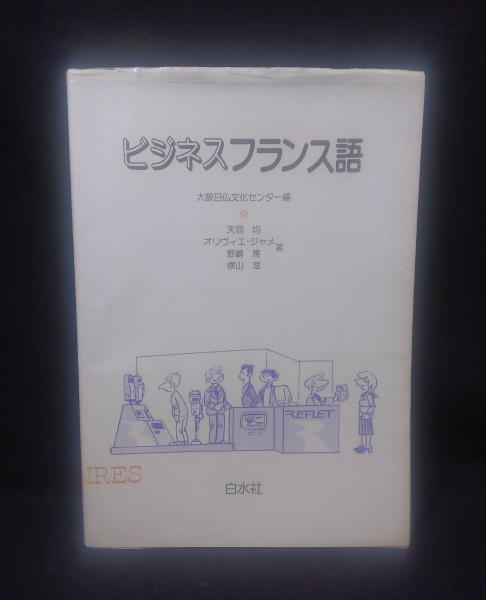 ビジネスフランス語
大阪日仏文化センター編
天羽 均
オリヴィエ・ジャメ
野嶋 篤
横山 理
著
REFLET
IRES
白水社